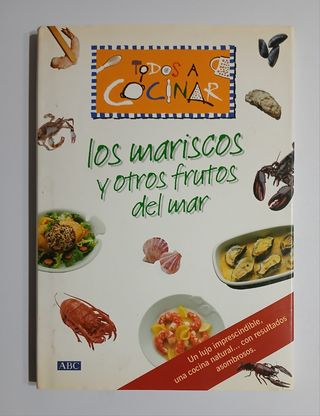 TODOS A
COCINAR
los mariscos
y otros frutos
del mar
Un lujo imprescindible,
una cocina natural... con resultados
asombrosos.
ABC